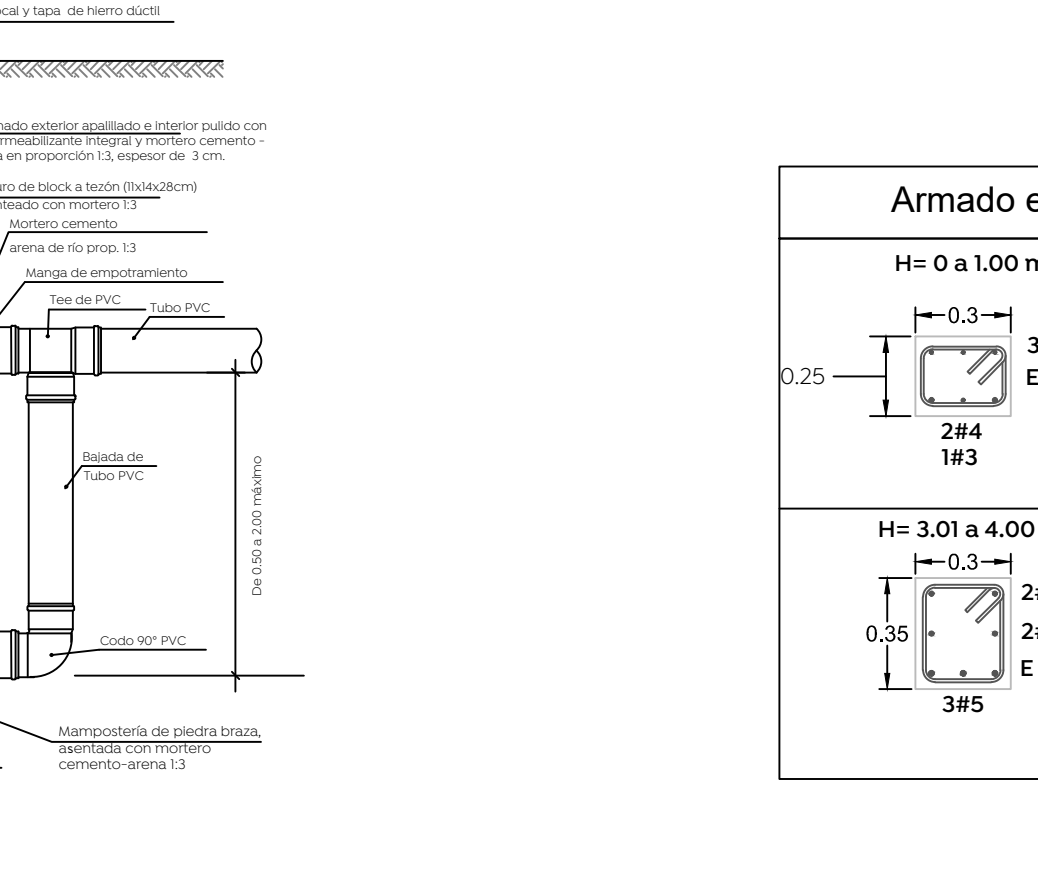 ocal y tapa de hierro dúctil
nado exterior apalillado e interior pulido con
rmeabilizante integral y mortero cemento -
a en proporción 1:3, espesor de 3 cm.
uro de block a tezón (11x14x28cm)
nteado con mortero 1:3
Mortero cemento
arena de río prop. 1:3
Manga de empotramiento
Tee de PVC
Tubo PVC
Bajada de
Tubo PVC
De 0.50 a 2.00 máximo
Codo 90° PVC
Mampostería de piedra braza,
asentada con mortero
cemento-arena 1:3
Armado e
H= 0 a 1.00 m
0.3
3
0.25
E
2#4
1#3
H= 3.01 a 4.00
0.3
2#
0.35
2#
E
3#5